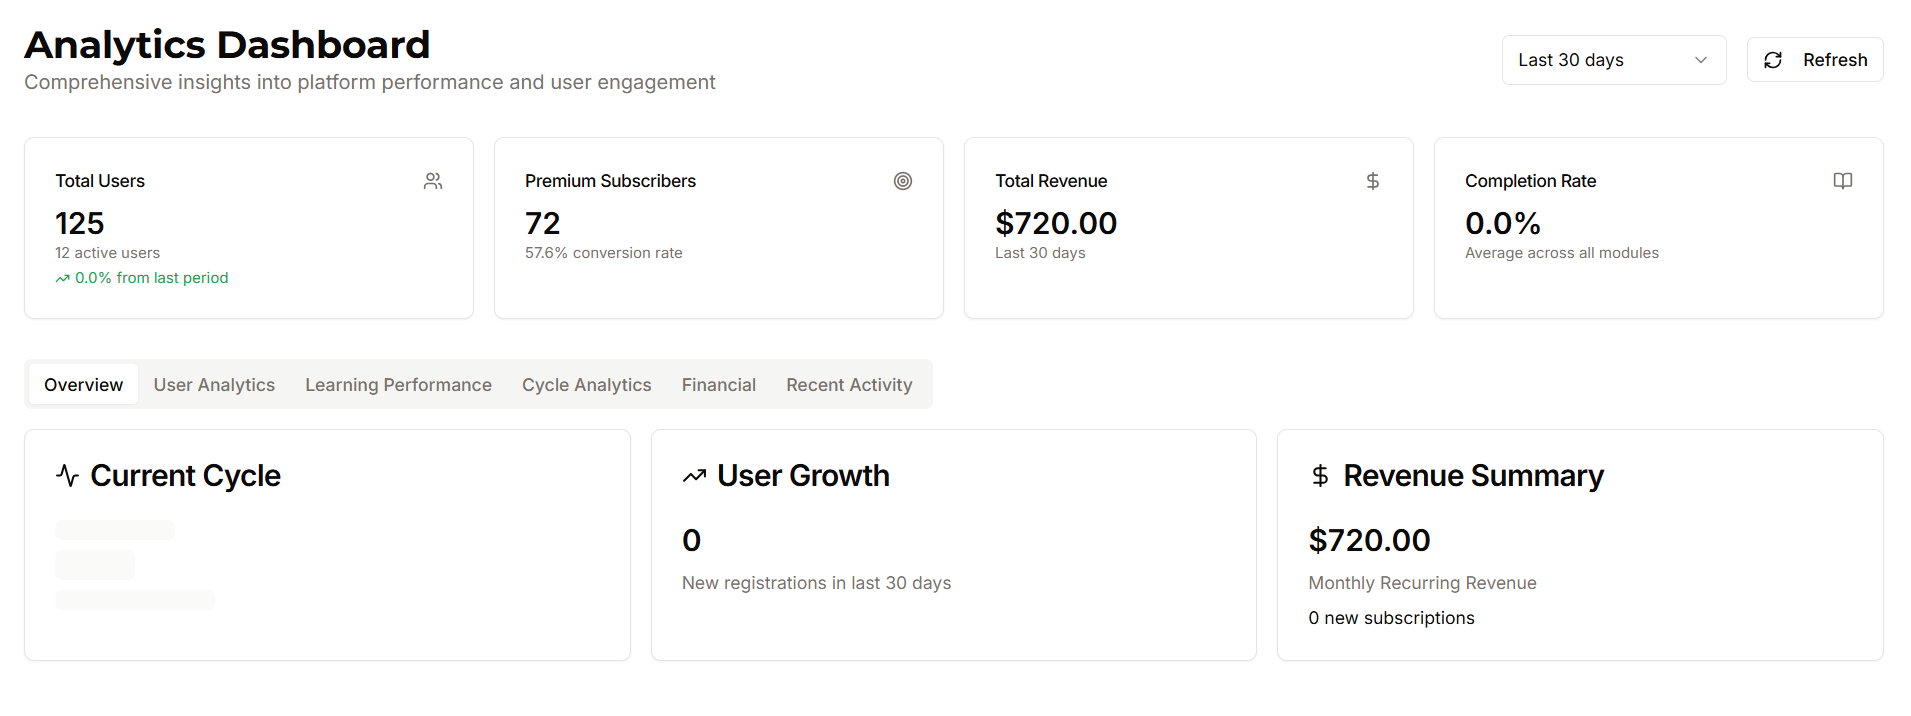 Analytics Dashboard
Comprehensive insights into platform performance and user engagement
Last 30 days
Refresh
Total Users
125
12 active users
0.0% from last period
Premium Subscribers
72
57.6% conversion rate
Total Revenue
$720.00
Last 30 days
Completion Rate
0.0%
Average across all modules
Overview
User Analytics
Learning Performance
Cycle Analytics
Financial
Recent Activity
Current Cycle
User Growth
0
New registrations in last 30 days
Revenue Summary
$720.00
Monthly Recurring Revenue
0 new subscriptions